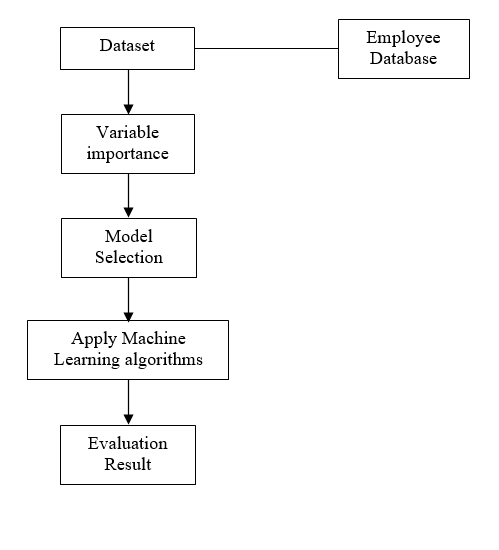 Dataset
Employee
Database
Variable
importance
Model
Selection
Apply Machine
Learning algorithms
Evaluation
Result